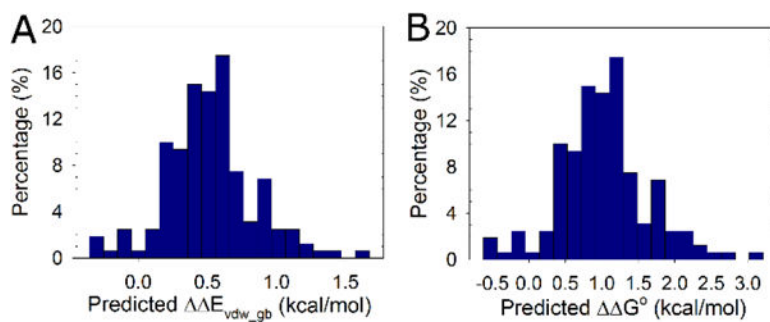 A
20
16
12
8
4
0
Percentage (%)
0.0 0.5 1.0 1.5
Predicted ΔΔE_vdw_gb (kcal/mol)
B
20
16
12
8
4
0
Percentage (%)
-0.5 0.0 0.5 1.0 1.5 2.0 2.5 3.0
Predicted ΔΔG° (kcal/mol)